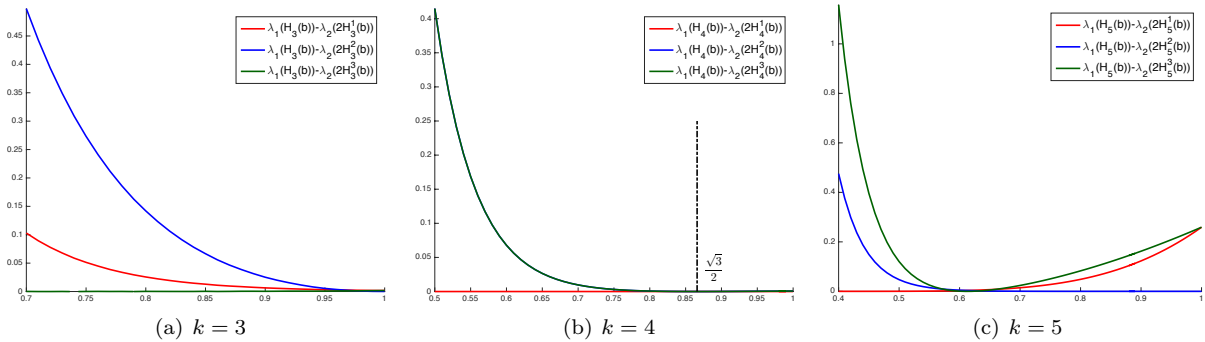 λ₁(H₃(b))-λ₂(2H₃¹(b))
λ₁(H₃(b))-λ₂(2H₃²(b))
λ₁(H₃(b))-λ₂(2H₃³(b))
0.45
0.4
0.35
0.3
0.25
0.2
0.15
0.1
0.05
0
0.7 0.75 0.8 0.85 0.9 0.95 1
(a) k = 3
λ₁(H₄(b))-λ₂(2H₄¹(b))
λ₁(H₄(b))-λ₂(2H₄²(b))
λ₁(H₄(b))-λ₂(2H₄³(b))
0.4
0.35
0.3
0.25
0.2
0.15
0.1
0.05
0
√3/2
0.5 0.55 0.6 0.65 0.7 0.75 0.8 0.85 0.9 0.95 1
(b) k = 4
λ₁(H₅(b))-λ₂(2H₅¹(b))
λ₁(H₅(b))-λ₂(2H₅²(b))
λ₁(H₅(b))-λ₂(2H₅³(b))
1
0.8
0.6
0.4
0.2
0
0.4 0.5 0.6 0.7 0.8 0.9 1
(c) k = 5